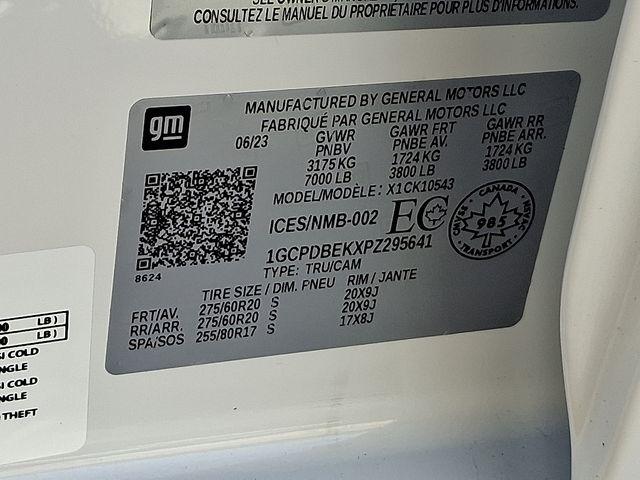 CONSULTEZ LE MANUEL DU PROPRIÉTAIRE POUR PLUS D'INFORMATIONS.
gm
MANUFACTURED BY GENERAL MOTORS LLC
FABRIQUÉ PAR GENERAL MOTORS LLC
06/23 GVWR GAWR FRT GAWR RR
PNBV PNBE AV. PNBE ARR.
3175 KG 1724 KG 1724 KG
7000 LB 3800 LB 3800 LB
MODEL/MODÈLE: X1CK10543
ICES/NMB-002 EC
CANADA
DRIVES 985 MSVAC
TRANSPORT
1GCPDBEKXPZ295641
8624
TYPE: TRU/CAM
TIRE SIZE / DIM. PNEU RIM / JANTE
FRT/AV. 275/60R20 S 20X9J
RR/ARR. 275/60R20 S 20X9J
SPA/SOS 255/80R17 S 17X8J
LB)
LB)
COLD
COLD
THEFT